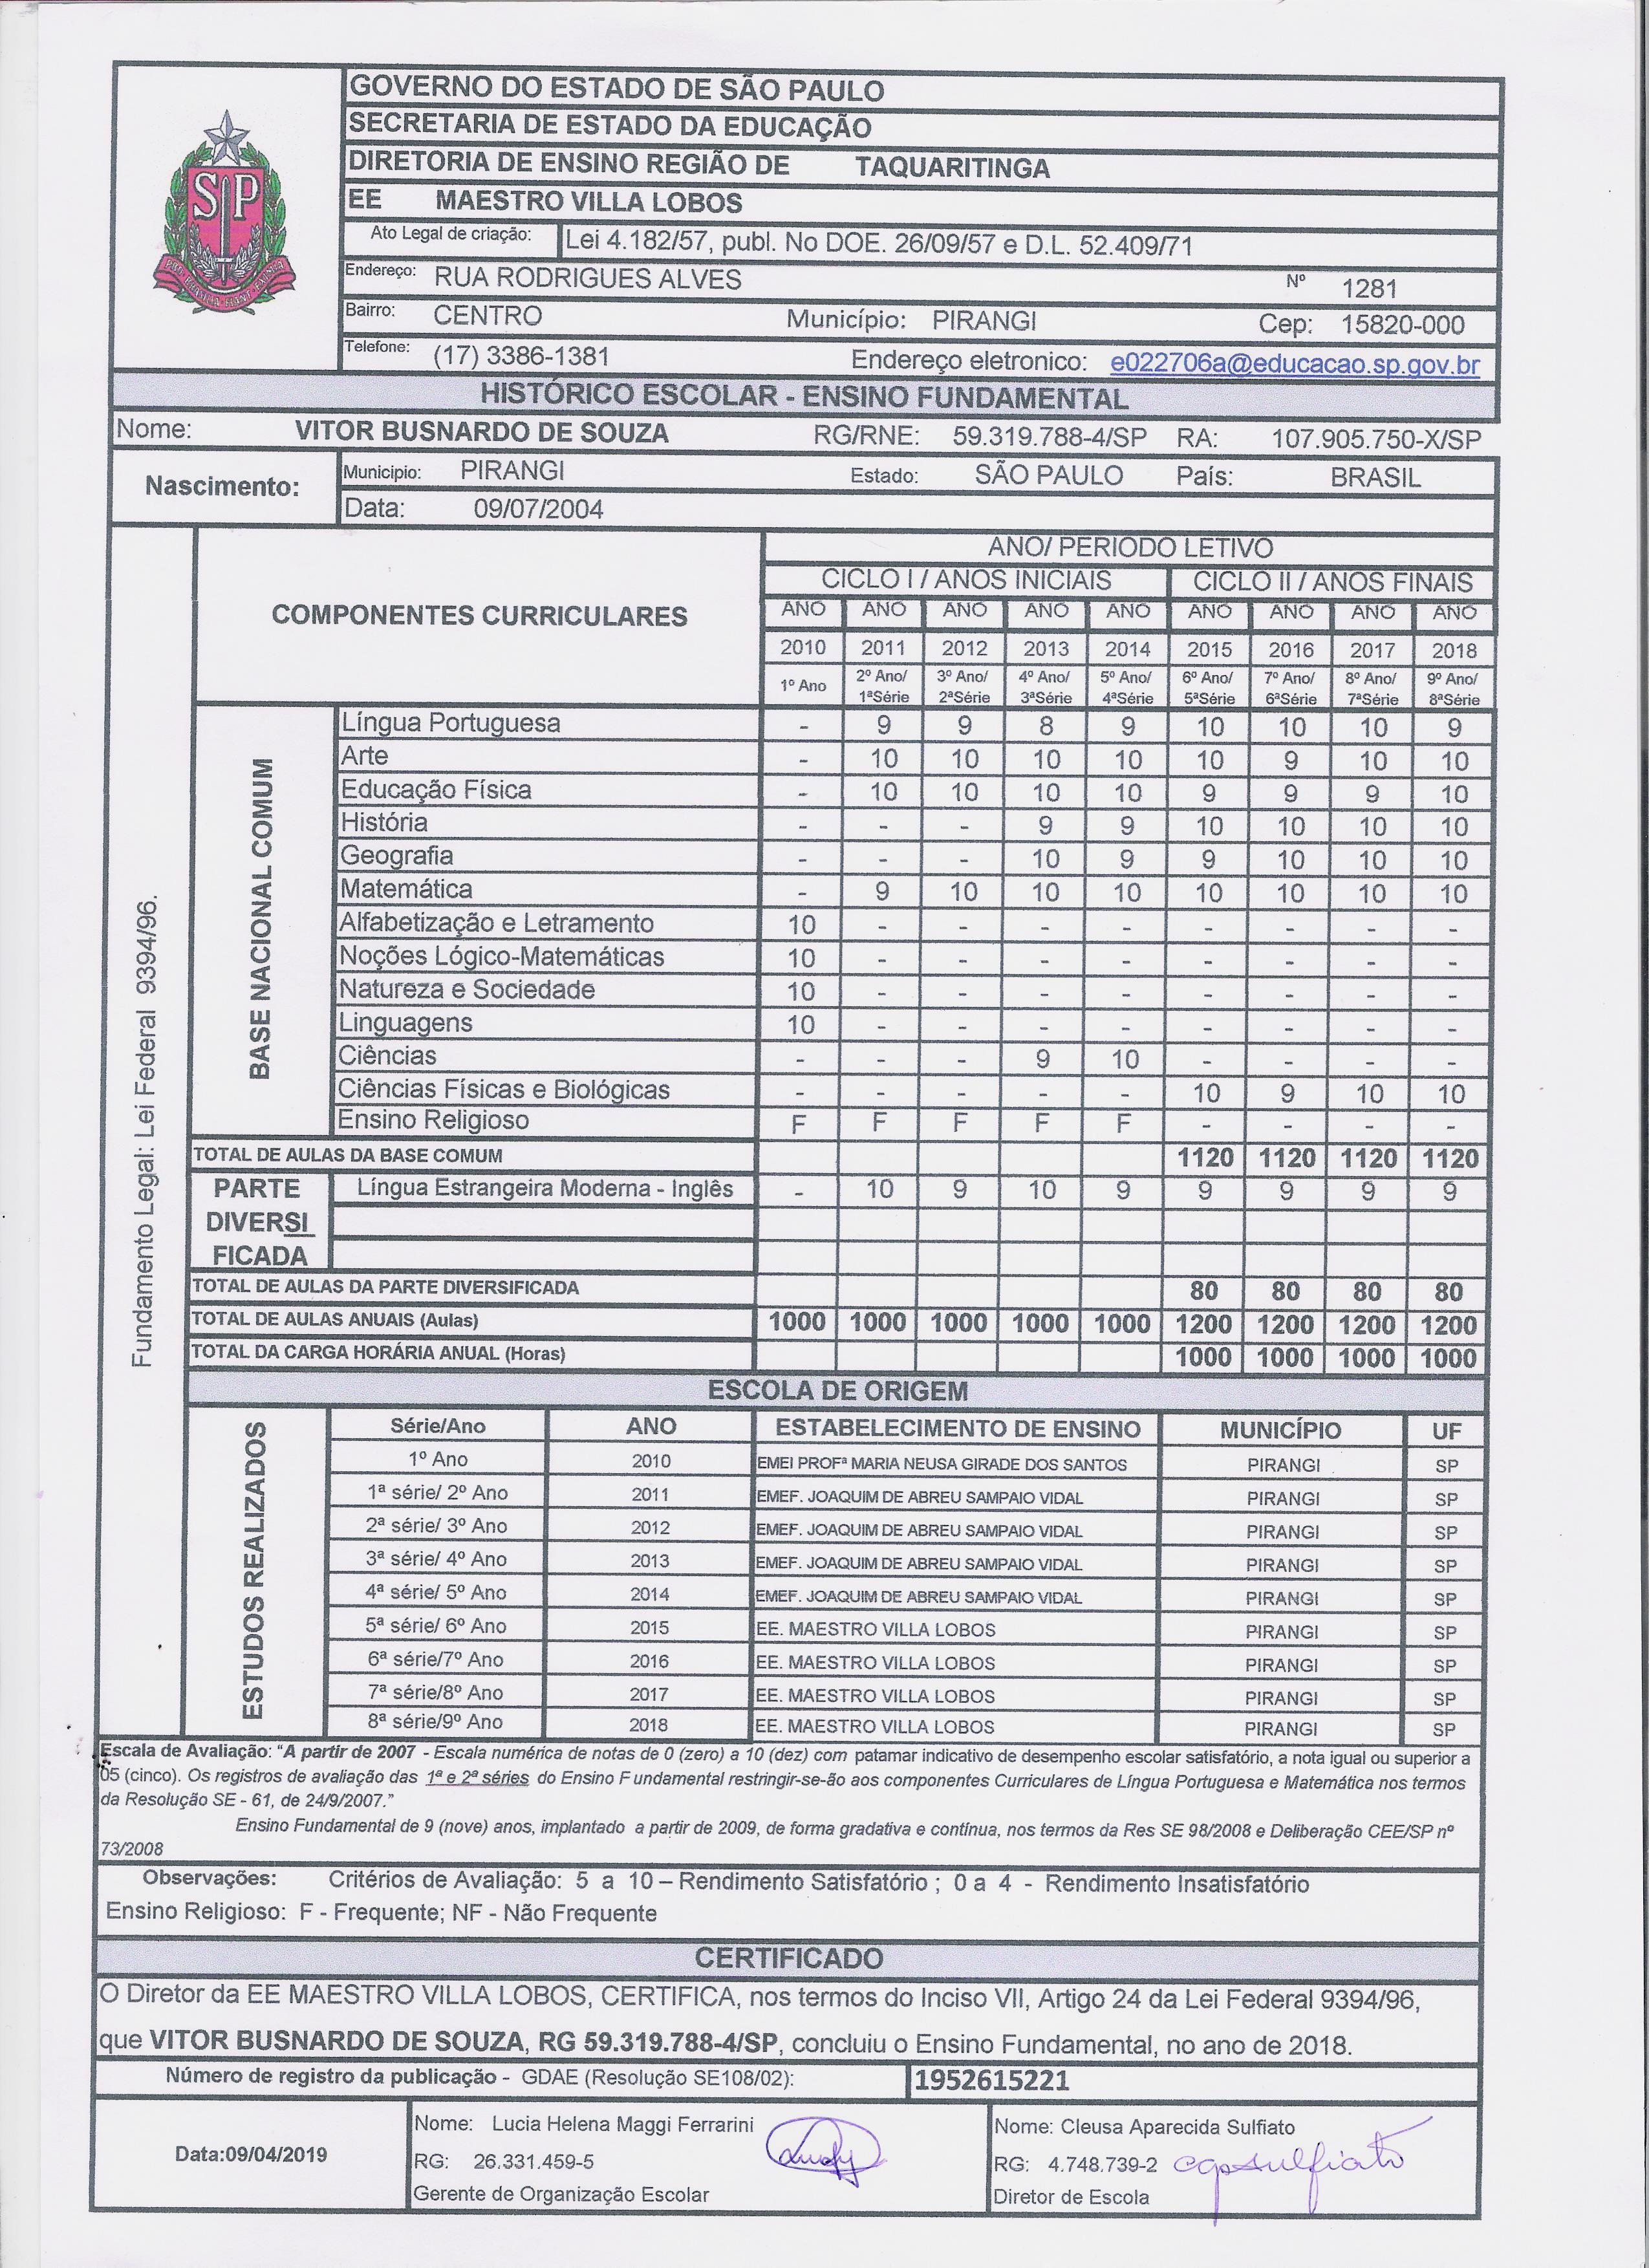 GOVERNO DO ESTADO DE SÃO PAULO
SECRETARIA DE ESTADO DA EDUCAÇÃO
DIRETORIA DE ENSINO REGIÃO DE TAQUARITINGA
EE MAESTRO VILLA LOBOS
Ato Legal de criação: Lei 4.182/57, publ. No DOE. 26/09/57 e D.L. 52.409/71
Endereço: RUA RODRIGUES ALVES Nº 1281
Bairro: CENTRO Município: PIRANGI Cep: 15820-000
Telefone: (17) 3386-1381 Endereço eletronico: e022706a@educacao.sp.gov.br
SP
HISTÓRICO ESCOLAR - ENSINO FUNDAMENTAL
Nome: VITOR BUSNARDO DE SOUZA RG/RNE: 59.319.788-4/SP RA: 107.905.750-X/SP
Nascimento: Municipio: PIRANGI Estado: SÃO PAULO País: BRASIL
Data: 09/07/2004
Fundamento Legal: Lei Federal 9394/96.
COMPONENTES CURRICULARES
ANO/ PERIODO LETIVO
CICLO I / ANOS INICIAIS CICLO II / ANOS FINAIS
ANO ANO ANO ANO ANO ANO ANO ANO ANO
2010 2011 2012 2013 2014 2015 2016 2017 2018
1º Ano 2º Ano/ 3º Ano/ 4º Ano/ 5º Ano/ 6º Ano/ 7º Ano/ 8º Ano/ 9º Ano/
1ªSérie 2ªSérie 3ªSérie 4ªSérie 5ªSérie 6ªSérie 7ªSérie 8ªSérie
BASE NACIONAL COMUM
Língua Portuguesa - 9 9 8 9 10 10 10 9
Arte - 10 10 10 10 10 9 10 10
Educação Física - 10 10 10 10 9 9 9 10
História - - - 9 9 10 10 10 10
Geografia - - - 10 9 9 10 10 10
Matemática - 9 10 10 10 10 10 10 10
Alfabetização e Letramento 10 - - - - - - - -
Noções Lógico-Matemáticas 10 - - - - - - - -
Natureza e Sociedade 10 - - - - - - - -
Linguagens 10 - - - - - - - -
Ciências - - - 9 10 - - - -
Ciências Físicas e Biológicas - - - - - 10 9 10 10
Ensino Religioso F F F F F - - - -
TOTAL DE AULAS DA BASE COMUM 1120 1120 1120 1120
PARTE Língua Estrangeira Moderna - Inglês - 10 9 10 9 9 9 9 9
DIVERSI
FICADA
TOTAL DE AULAS DA PARTE DIVERSIFICADA 80 80 80 80
TOTAL DE AULAS ANUAIS (Aulas) 1000 1000 1000 1000 1000 1200 1200 1200 1200
TOTAL DA CARGA HORÁRIA ANUAL (Horas) 1000 1000 1000 1000
ESCOLA DE ORIGEM
ESTUDOS REALIZADOS
Série/Ano ANO ESTABELECIMENTO DE ENSINO MUNICÍPIO UF
1º Ano 2010 EMEI PROFª MARIA NEUSA GIRADE DOS SANTOS PIRANGI SP
1ª série/ 2º Ano 2011 EMEF. JOAQUIM DE ABREU SAMPAIO VIDAL PIRANGI SP
2ª série/ 3º Ano 2012 EMEF. JOAQUIM DE ABREU SAMPAIO VIDAL PIRANGI SP
3ª série/ 4º Ano 2013 EMEF. JOAQUIM DE ABREU SAMPAIO VIDAL PIRANGI SP
4ª série/ 5º Ano 2014 EMEF. JOAQUIM DE ABREU SAMPAIO VIDAL PIRANGI SP
5ª série/ 6º Ano 2015 EE. MAESTRO VILLA LOBOS PIRANGI SP
6ª série/7º Ano 2016 EE. MAESTRO VILLA LOBOS PIRANGI SP
7ª série/8º Ano 2017 EE. MAESTRO VILLA LOBOS PIRANGI SP
8ª série/9º Ano 2018 EE. MAESTRO VILLA LOBOS PIRANGI SP
Escala de Avaliação: "A partir de 2007 - Escala numérica de notas de 0 (zero) a 10 (dez) com patamar indicativo de desempenho escolar satisfatório, a nota igual ou superior a
05 (cinco). Os registros de avaliação das 1ª e 2ª séries do Ensino F undamental restringir-se-ão aos componentes Curriculares de Língua Portuguesa e Matemática nos termos
da Resolução SE - 61, de 24/9/2007."
Ensino Fundamental de 9 (nove) anos, implantado a partir de 2009, de forma gradativa e contínua, nos termos da Res SE 98/2008 e Deliberação CEE/SP nº
73/2008
Observações: Critérios de Avaliação: 5 a 10 – Rendimento Satisfatório ; 0 a 4 - Rendimento Insatisfatório
Ensino Religioso: F - Frequente; NF - Não Frequente
CERTIFICADO
O Diretor da EE MAESTRO VILLA LOBOS, CERTIFICA, nos termos do Inciso VII, Artigo 24 da Lei Federal 9394/96,
que VITOR BUSNARDO DE SOUZA, RG 59.319.788-4/SP, concluiu o Ensino Fundamental, no ano de 2018.
Número de registro da publicação - GDAE (Resolução SE108/02): 1952615221
Data:09/04/2019
Nome: Lucia Helena Maggi Ferrarini
RG: 26.331.459-5
Gerente de Organização Escolar
Nome: Cleusa Aparecida Sulfiato
RG: 4.748.739-2
Diretor de Escola